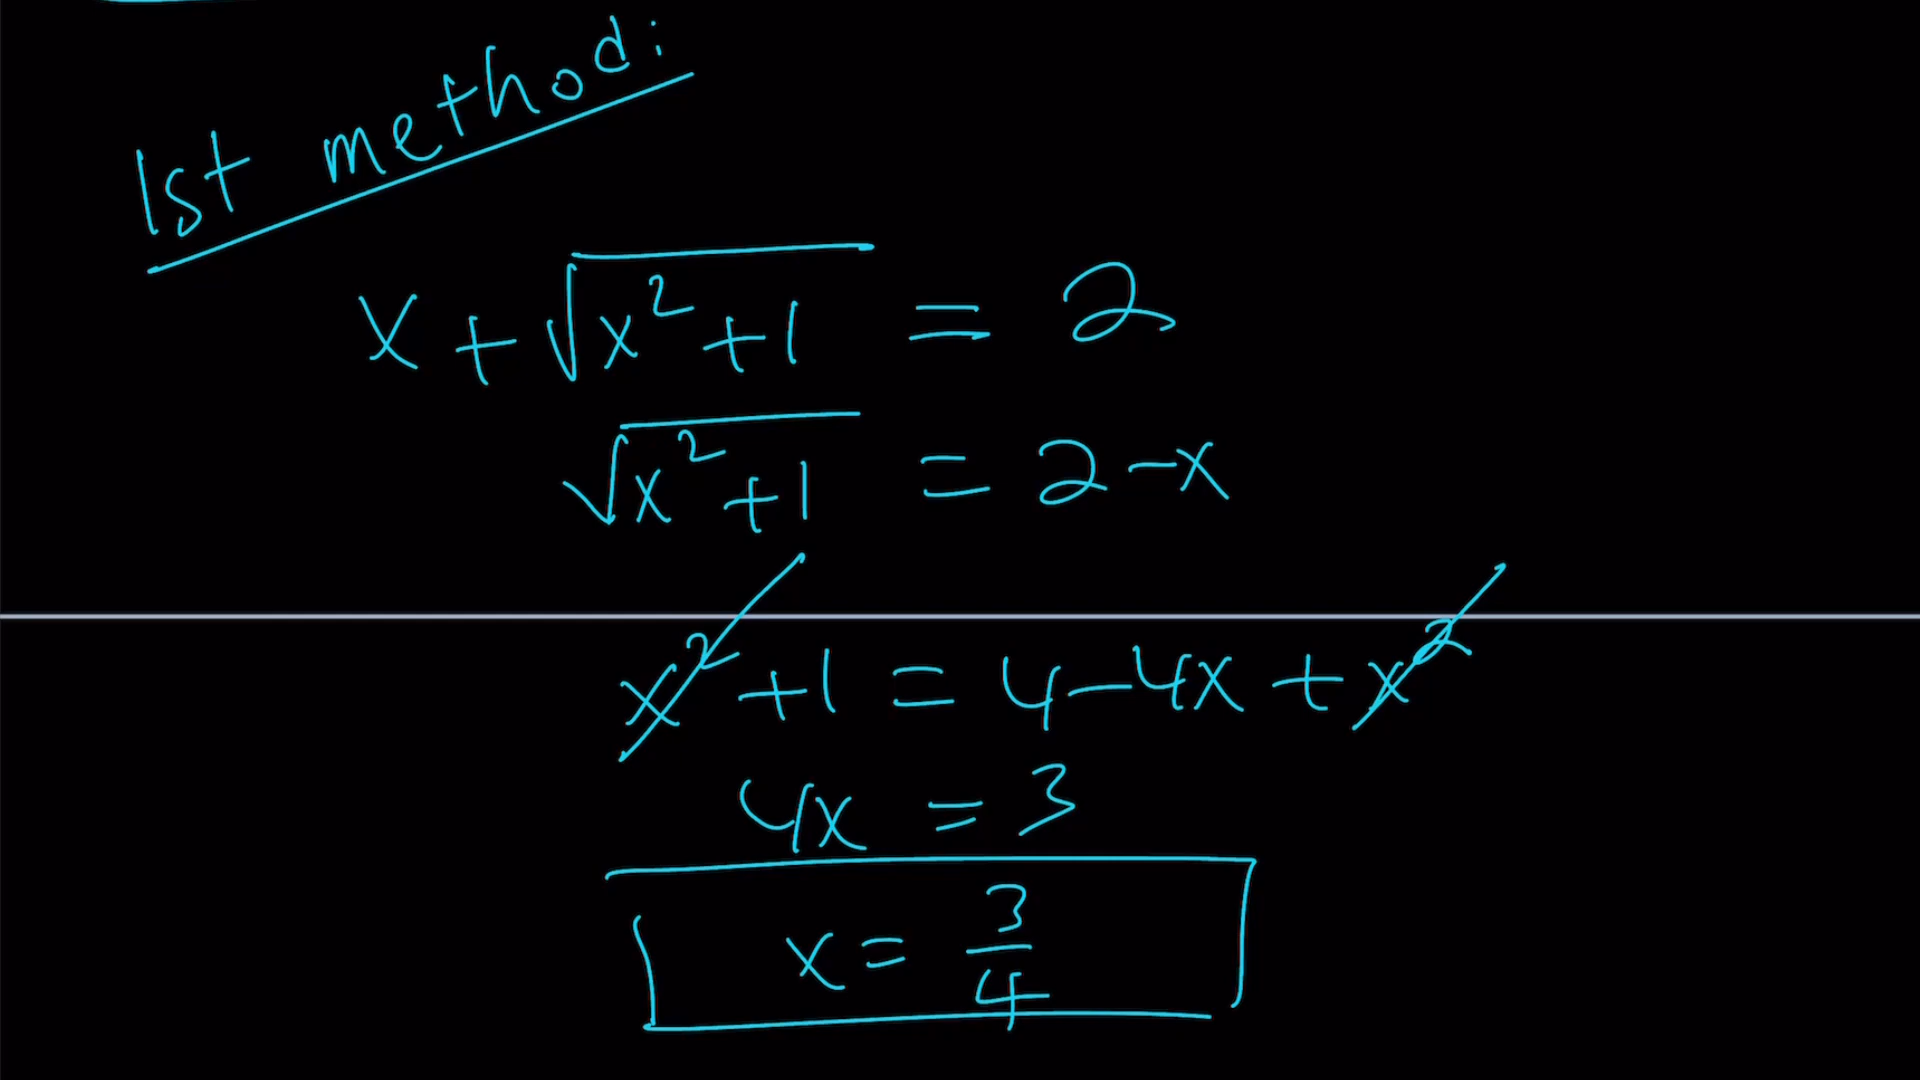 1st method:
x + √(x² + 1) = 2
√(x² + 1) = 2 - x
x² + 1 = 4 - 4x + x²
4x = 3
x = 3/4